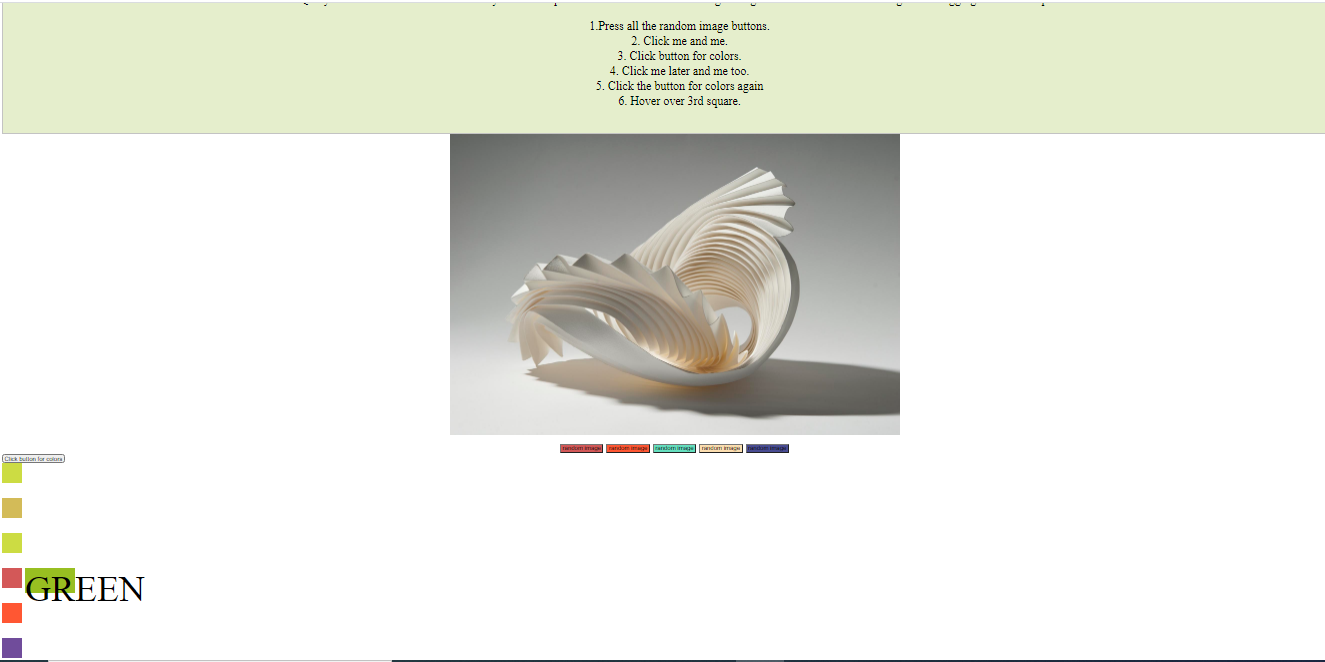 1.Press all the random image buttons.
2. Click me and me.
3. Click button for colors.
4. Click me later and me too.
5. Click the button for colors again
6. Hover over 3rd square.
random image random image random image random image random image
Click button for colors
GREEN